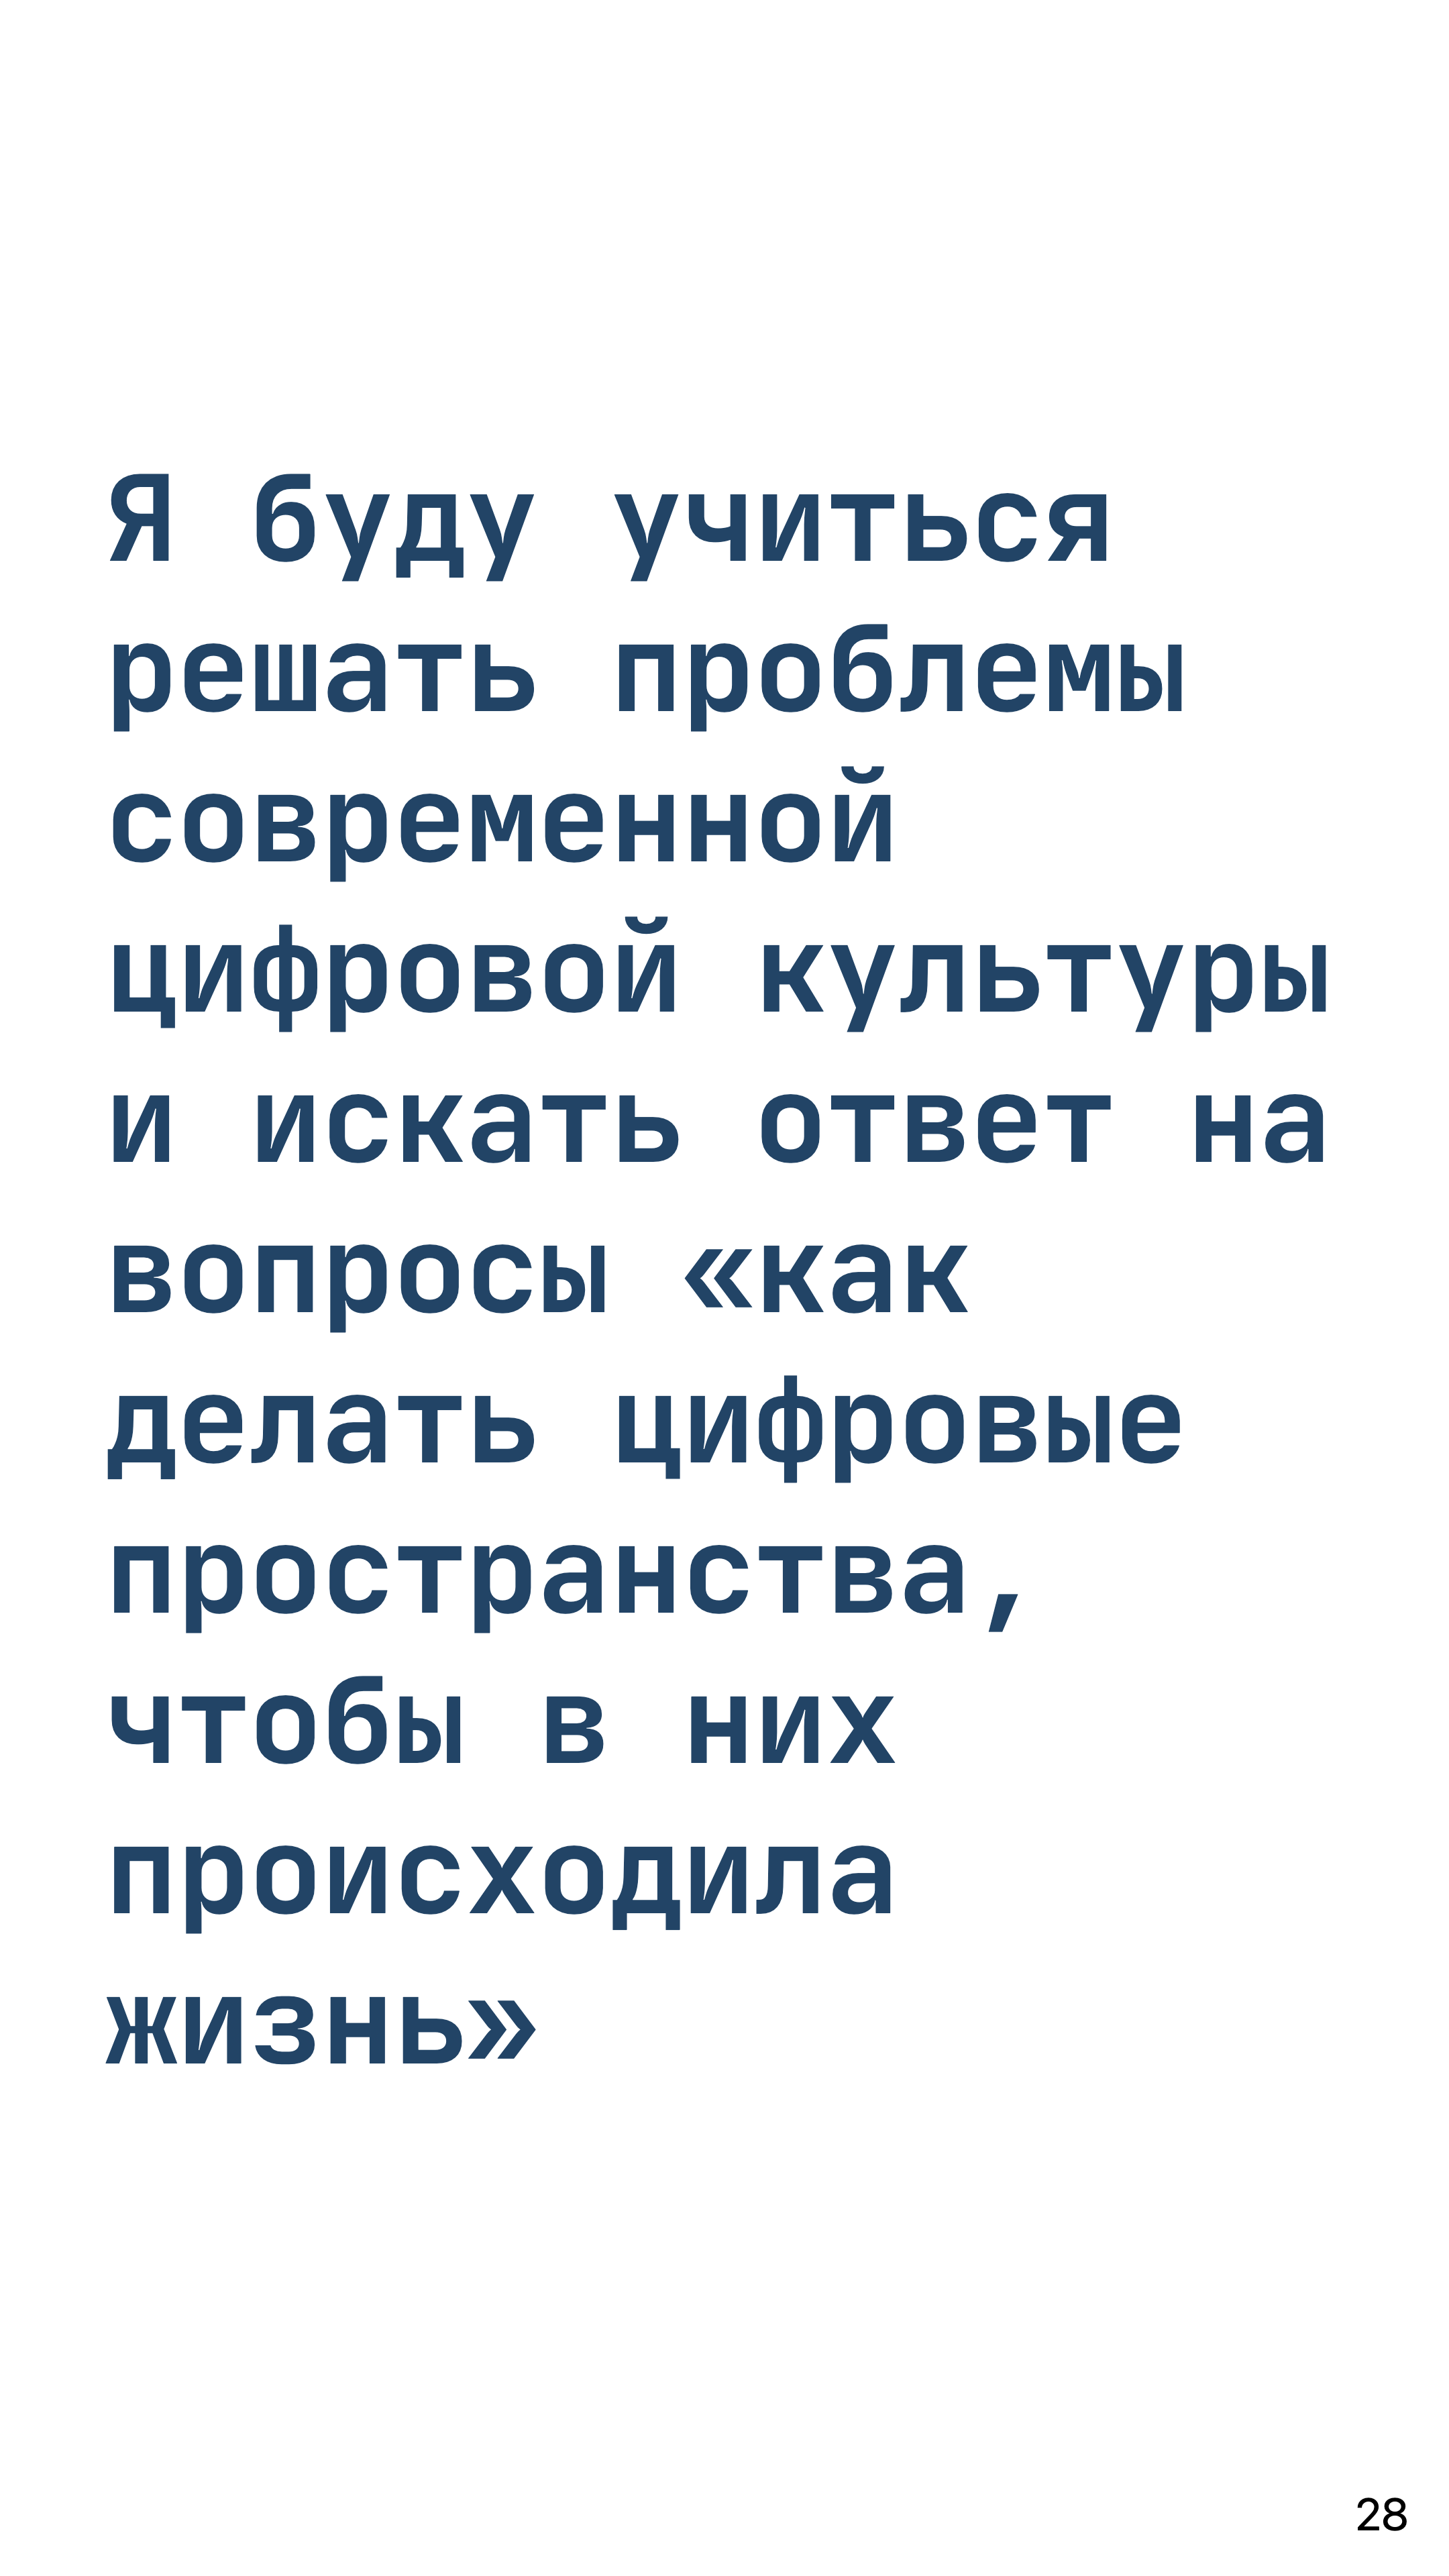 Я буду учиться
решать проблемы
современной
цифровой культуры
и искать ответ на
вопросы «как
делать цифровые
пространства,
чтобы в них
происходила
жизнь»
28